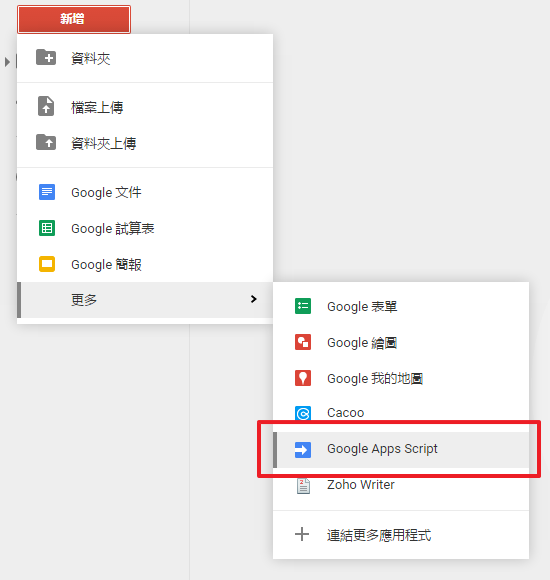 新增
資料夾
檔案上傳
資料夾上傳
Google 文件
Google 試算表
Google 簡報
更多
Google 表單
Google 繪圖
Google 我的地圖
Cacoo
Google Apps Script
Zoho Writer
連結更多應用程式